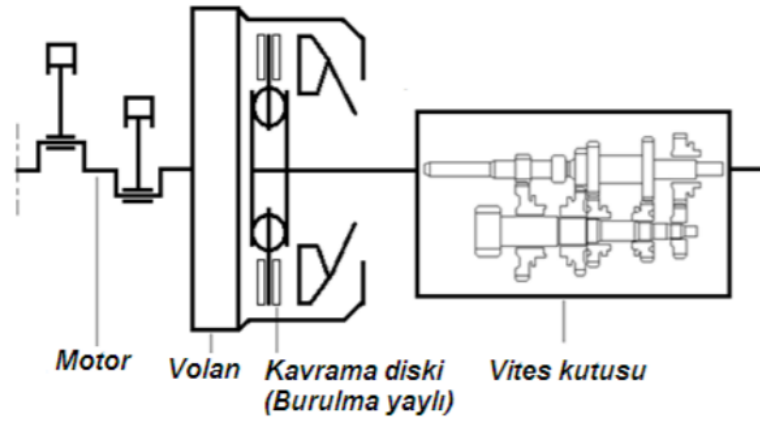 Motor
Volan
Kavrama diski
(Burulma yaylı)
Vites kutusu